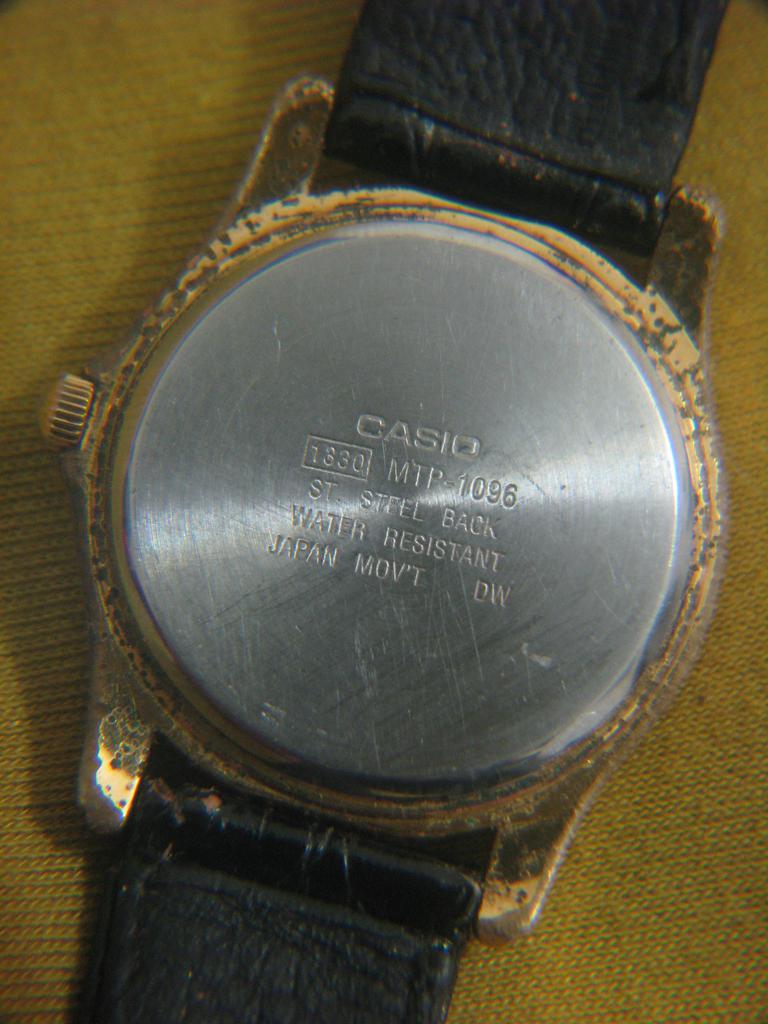 CASIO
1330 MTP-1096
ST. STEEL BACK
WATER RESISTANT
JAPAN MOV'T DW